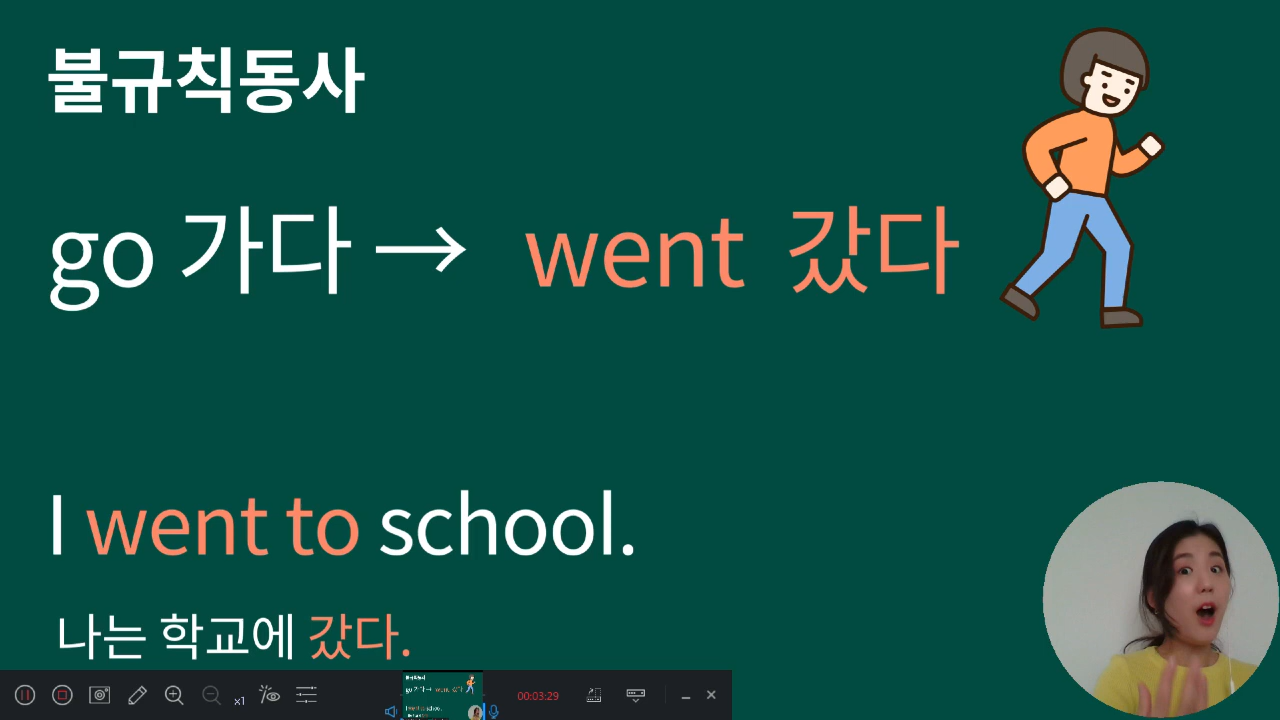 불규칙동사
go 가다 → went 갔다
I went to school.
나는 학교에 갔다.
x1
00:03:29